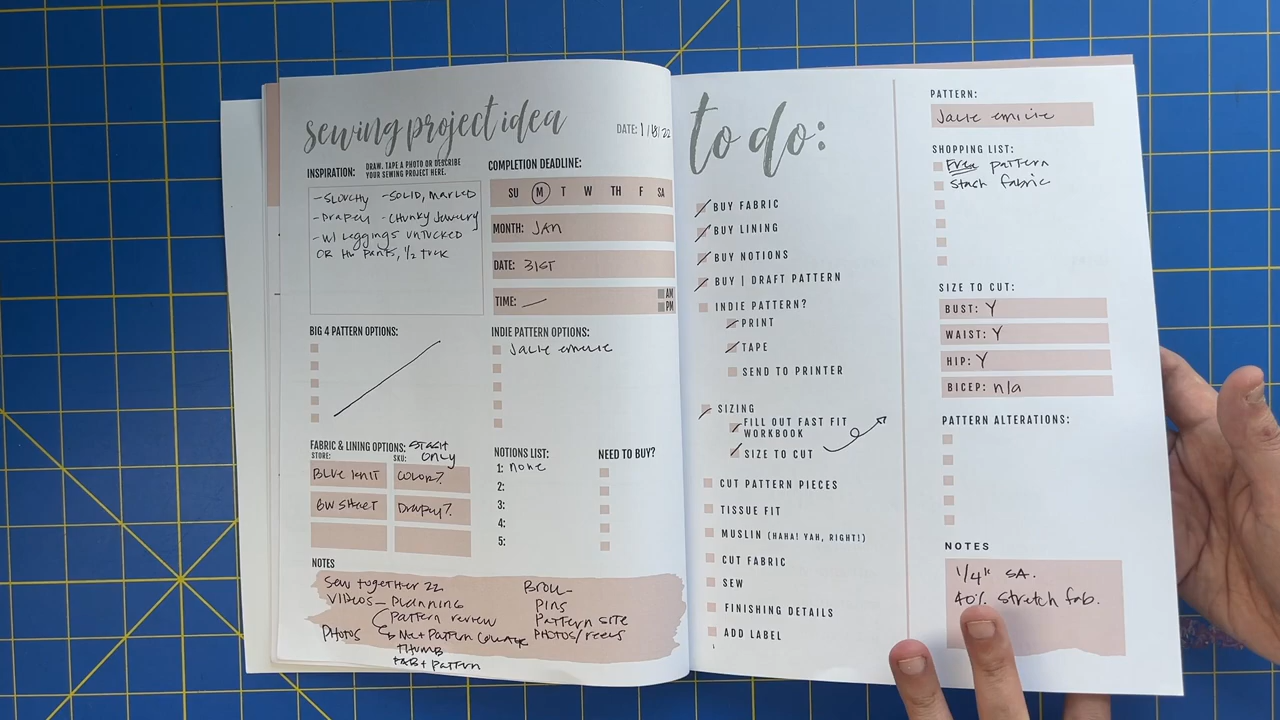 sewing project idea
DATE: 1/18/22
INSPIRATION: DRAW, TAPE A PHOTO OR DESCRIBE
YOUR SEWING PROJECT HERE.
- SLOUCHY - SOLID, MARLED
- DRAPEY - CHUNKY JEWELRY
- W/ Leggings UNTUCKED
OR HW PANTS, 1/2 TUCK
COMPLETION DEADLINE:
SU M T W TH F SA
MONTH: JAN
DATE: 31ST
TIME: AM
PM
BIG 4 PATTERN OPTIONS:
INDIE PATTERN OPTIONS:
Jalie
FABRIC & LINING OPTIONS: STASH
only
STORE: SKU:
BLUE KNIT COLOR?
BW SHEET DRAPEY?
NOTIONS LIST: NEED TO BUY?
1: none
2:
3:
4:
5:
NOTES
Sew together 22
VIDEOS - Planning
Pattern review
PHOTOS
THUMB
Pattern
Pins
Pattern site
PHOTOS/reels
to do:
BUY FABRIC
BUY LINING
BUY NOTIONS
BUY | DRAFT PATTERN
INDIE PATTERN?
PRINT
TAPE
SEND TO PRINTER
SIZING
FILL OUT FAST FIT
WORKBOOK
SIZE TO CUT
CUT PATTERN PIECES
TISSUE FIT
MUSLIN (HAHA! YAH, RIGHT!)
CUT FABRIC
SEW
FINISHING DETAILS
ADD LABEL
PATTERN:
Jalie
SHOPPING LIST:
Free pattern
Stash fabric
SIZE TO CUT:
BUST: Y
WAIST: Y
HIP: Y
BICEP: n/a
PATTERN ALTERATIONS:
NOTES
1/4" SA.
40% Stretch fab.